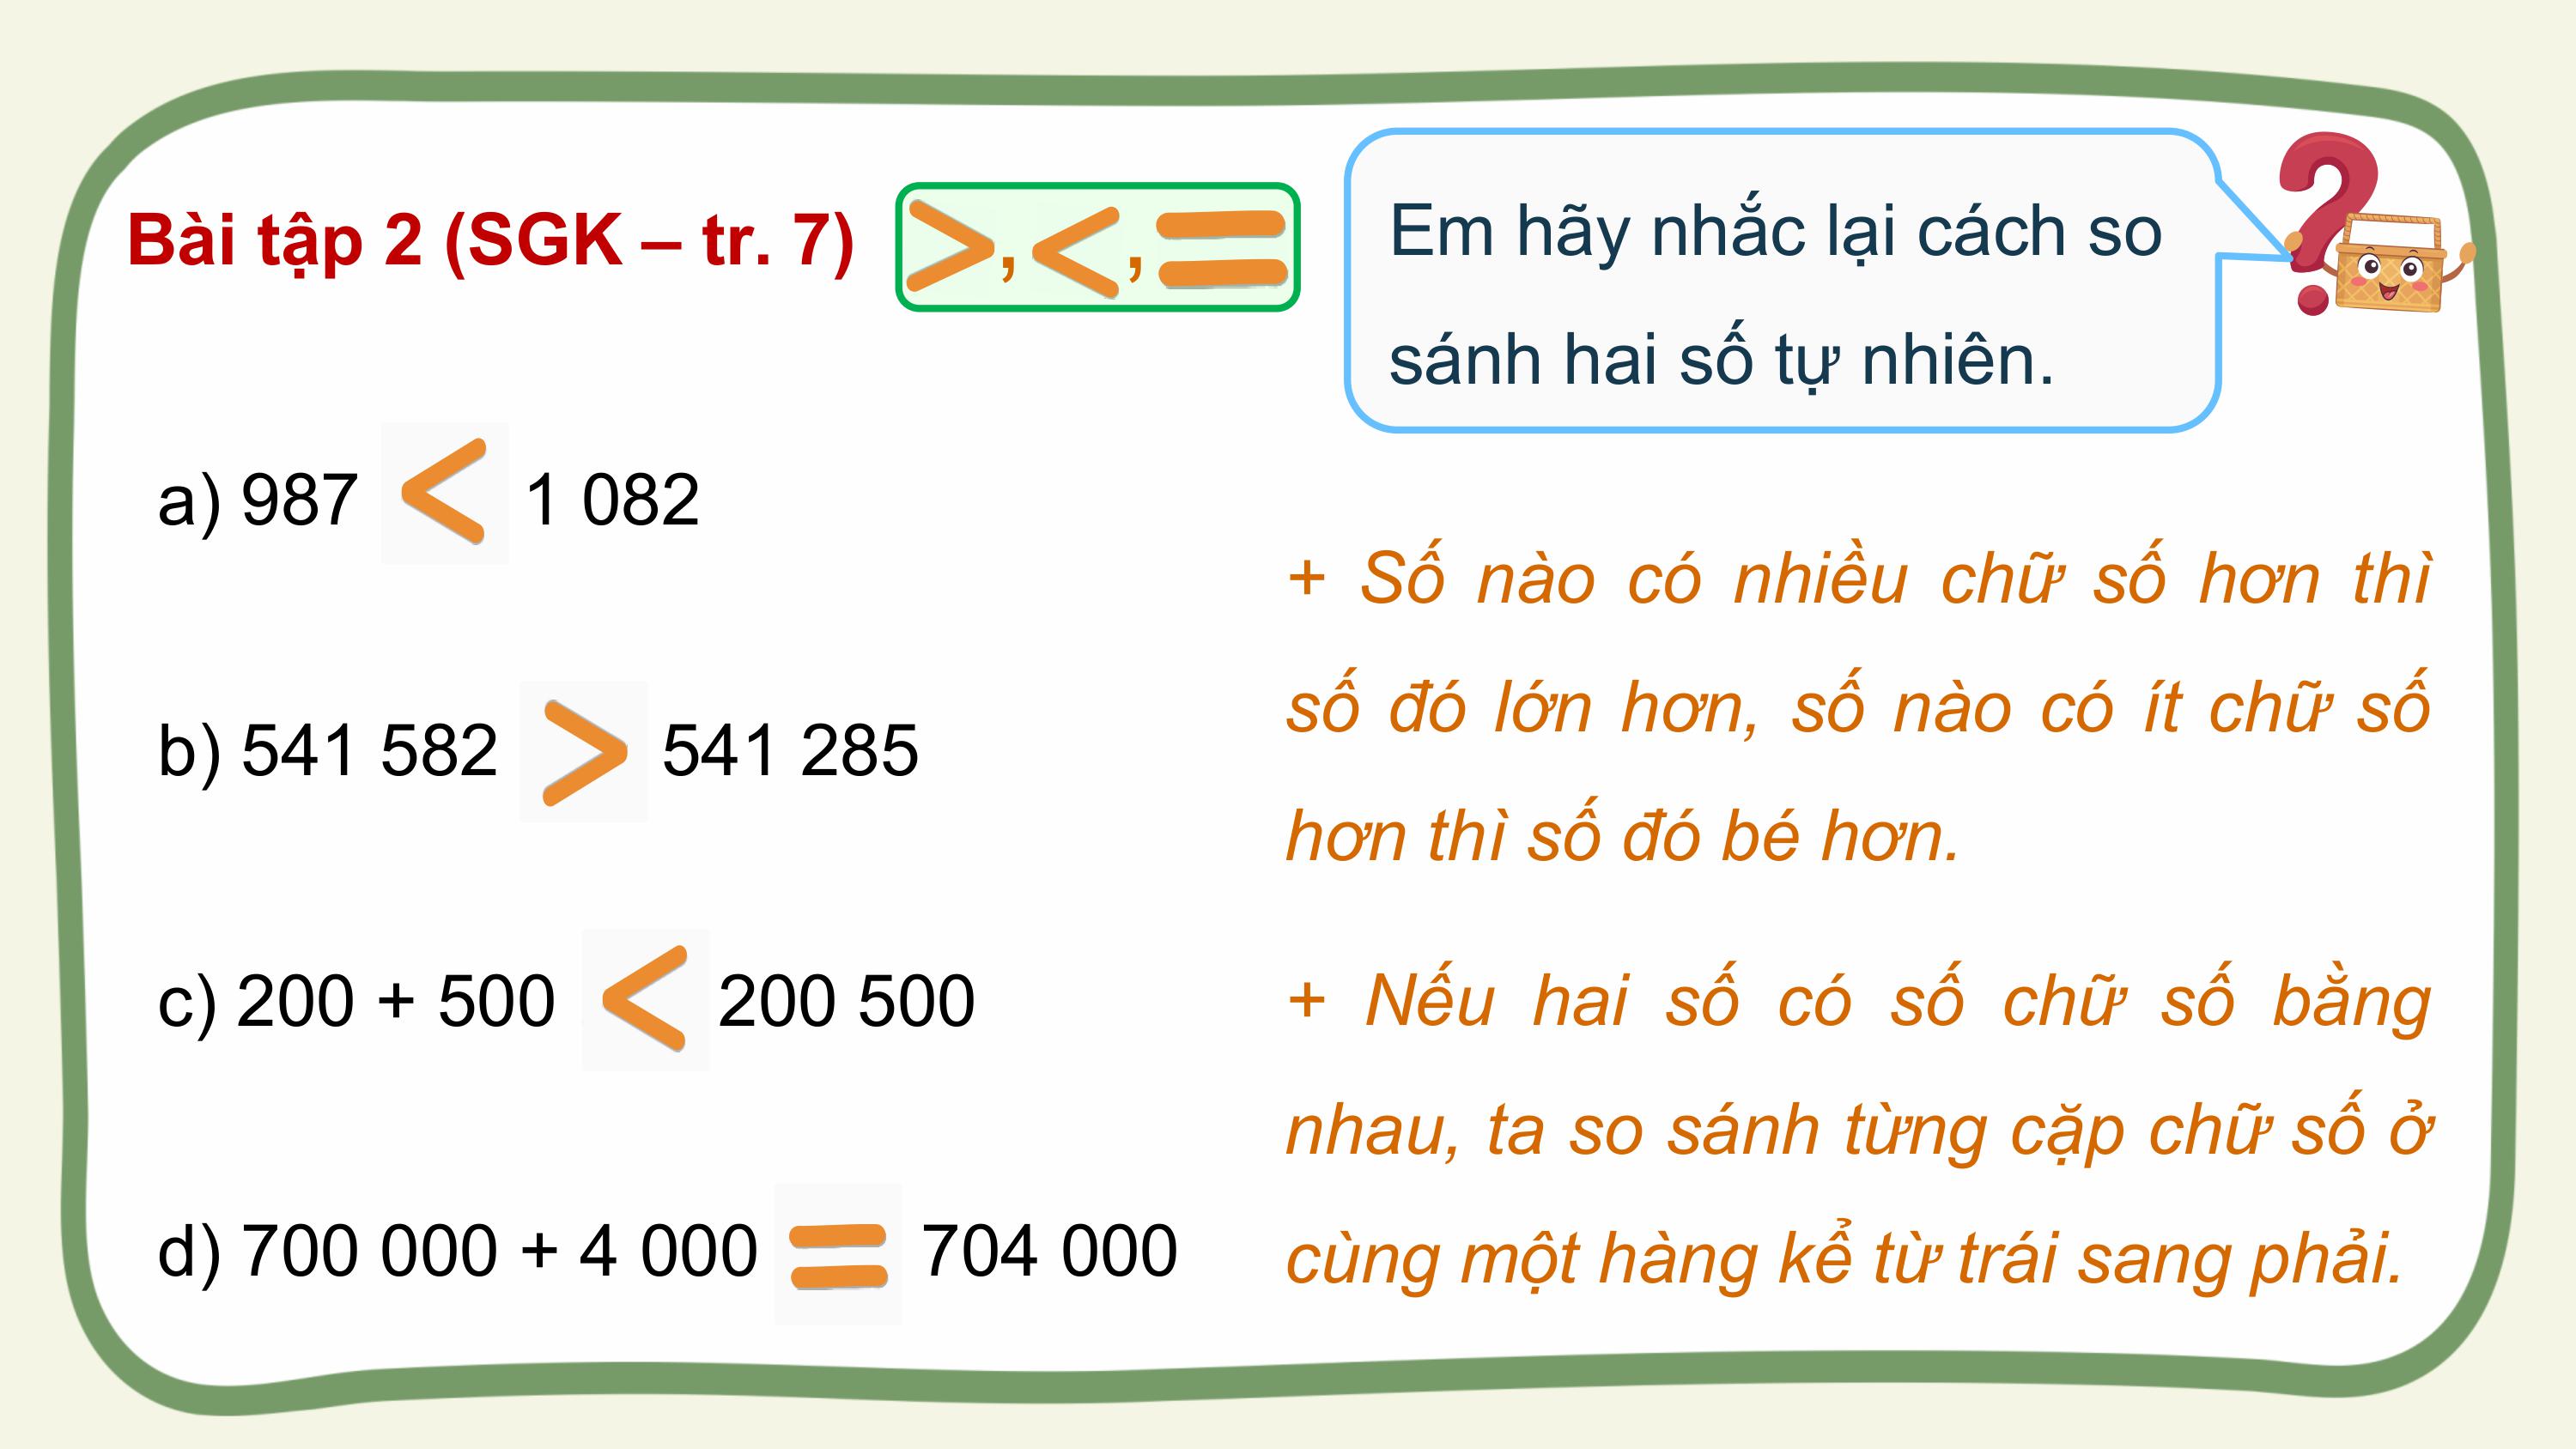 Bài tập 2 (SGK – tr. 7) >, <, =
Em hãy nhắc lại cách so
sánh hai số tự nhiên.
a) 987 < 1 082
b) 541 582 > 541 285
c) 200 + 500 < 200 500
d) 700 000 + 4 000 = 704 000
+ Số nào có nhiều chữ số hơn thì
số đó lớn hơn, số nào có ít chữ số
hơn thì số đó bé hơn.
+ Nếu hai số có số chữ số bằng
nhau, ta so sánh từng cặp chữ số ở
cùng một hàng kể từ trái sang phải.